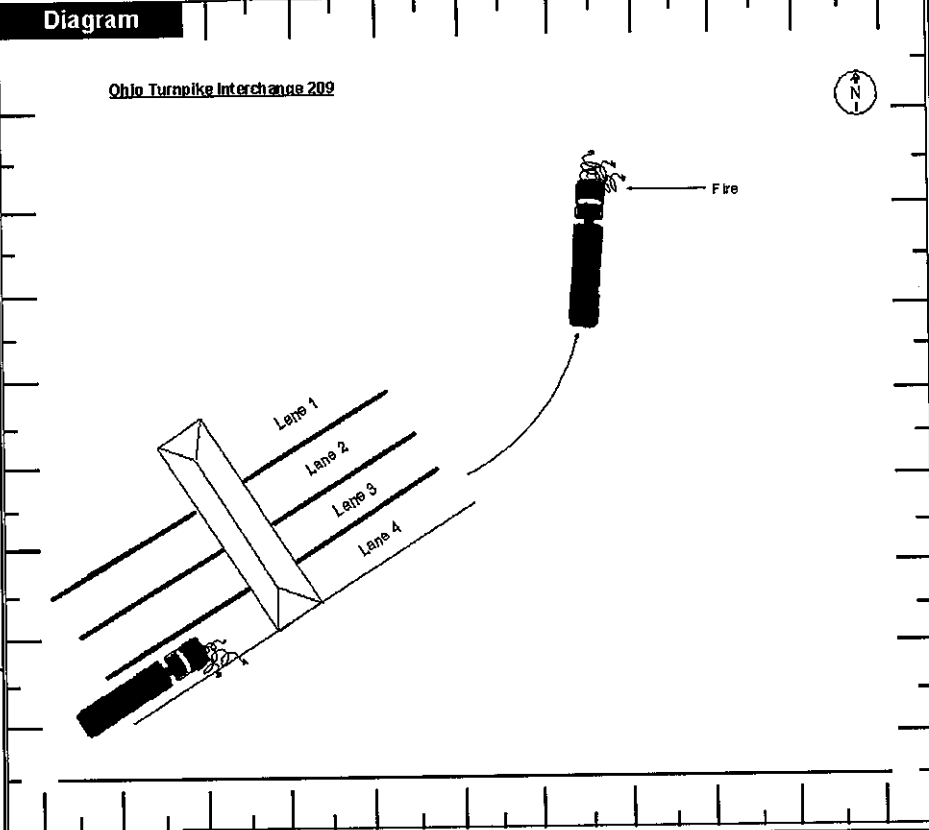 Diagram
Ohio Turnpike Interchange 209
N
Fire
Lane 1
Lane 2
Lane 3
Lane 4